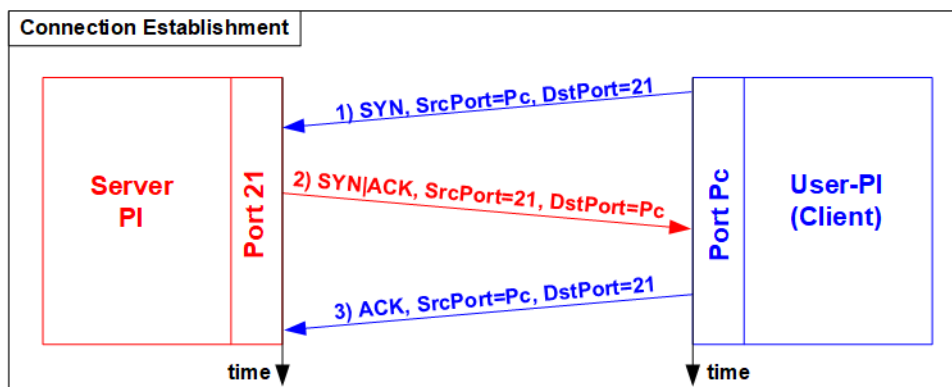 Connection Establishment
1) SYN, SrcPort=Pc, DstPort=21
Server
PI
Port 21
2) SYN|ACK, SrcPort=21, DstPort=Pc
Port Pc
User-PI
(Client)
3) ACK, SrcPort=Pc, DstPort=21
time
time